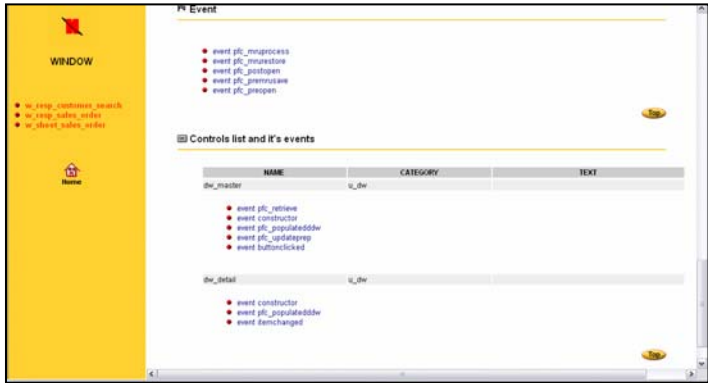 WINDOW
w_resp_customer_search
w_resp_sales_order
w_sheet_sales_order
Home
Event
event pfc_mruprocess
event pfc_mrurestore
event pfc_postopen
event pfc_premrusave
event pfc_preopen
Top
Controls list and it's events
NAME CATEGORY TEXT
dw_master u_dw
event pfc_retrieve
event constructor
event pfc_populatedddw
event pfc_updateprep
event buttonclicked
dw_detail u_dw
event constructor
event pfc_populatedddw
event itemchanged
Top